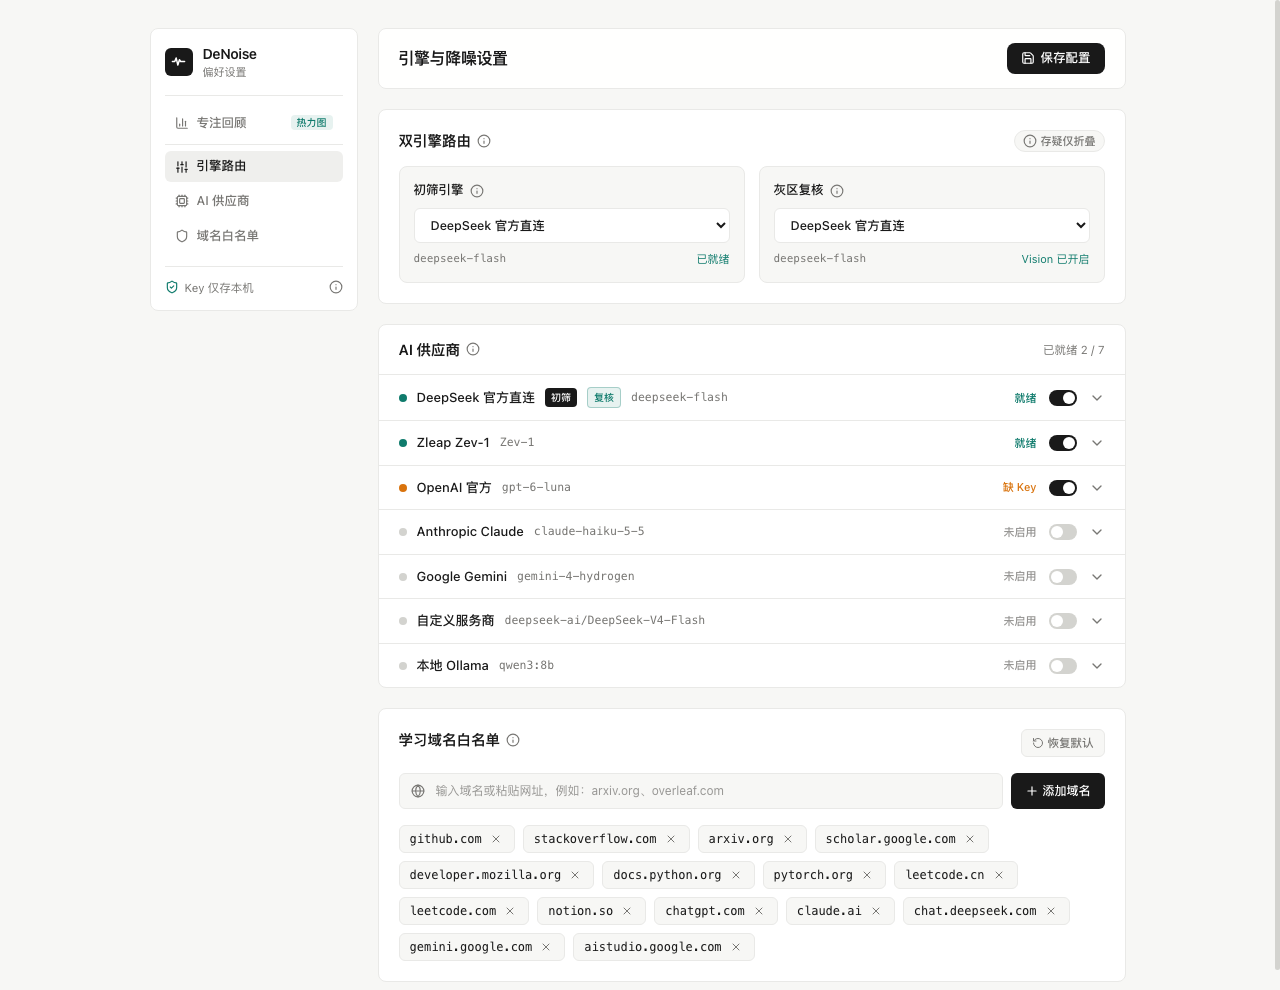 DeNoise
偏好设置
专注回顾 热力图
引擎路由
AI 供应商
域名白名单
Key 仅存本机
引擎与降噪设置 保存配置
双引擎路由 存疑仅折叠
初筛引擎
DeepSeek 官方直连
deepseek-flash 已就绪
灰区复核
DeepSeek 官方直连
deepseek-flash Vision 已开启
AI 供应商 已就绪 2 / 7
DeepSeek 官方直连 初筛 复核 deepseek-flash 就绪
Zleap Zev-1 Zev-1 就绪
OpenAI 官方 gpt-6-luna 缺 Key
Anthropic Claude claude-haiku-5-5 未启用
Google Gemini gemini-4-hydrogen 未启用
自定义服务商 deepseek-ai/DeepSeek-V4-Flash 未启用
本地 Ollama qwen3:8b 未启用
学习域名白名单 恢复默认
输入域名或粘贴网址，例如：arxiv.org、overleaf.com 添加域名
github.com stackoverflow.com arxiv.org scholar.google.com
developer.mozilla.org docs.python.org pytorch.org leetcode.cn
leetcode.com notion.so chatgpt.com claude.ai chat.deepseek.com
gemini.google.com aistudio.google.com